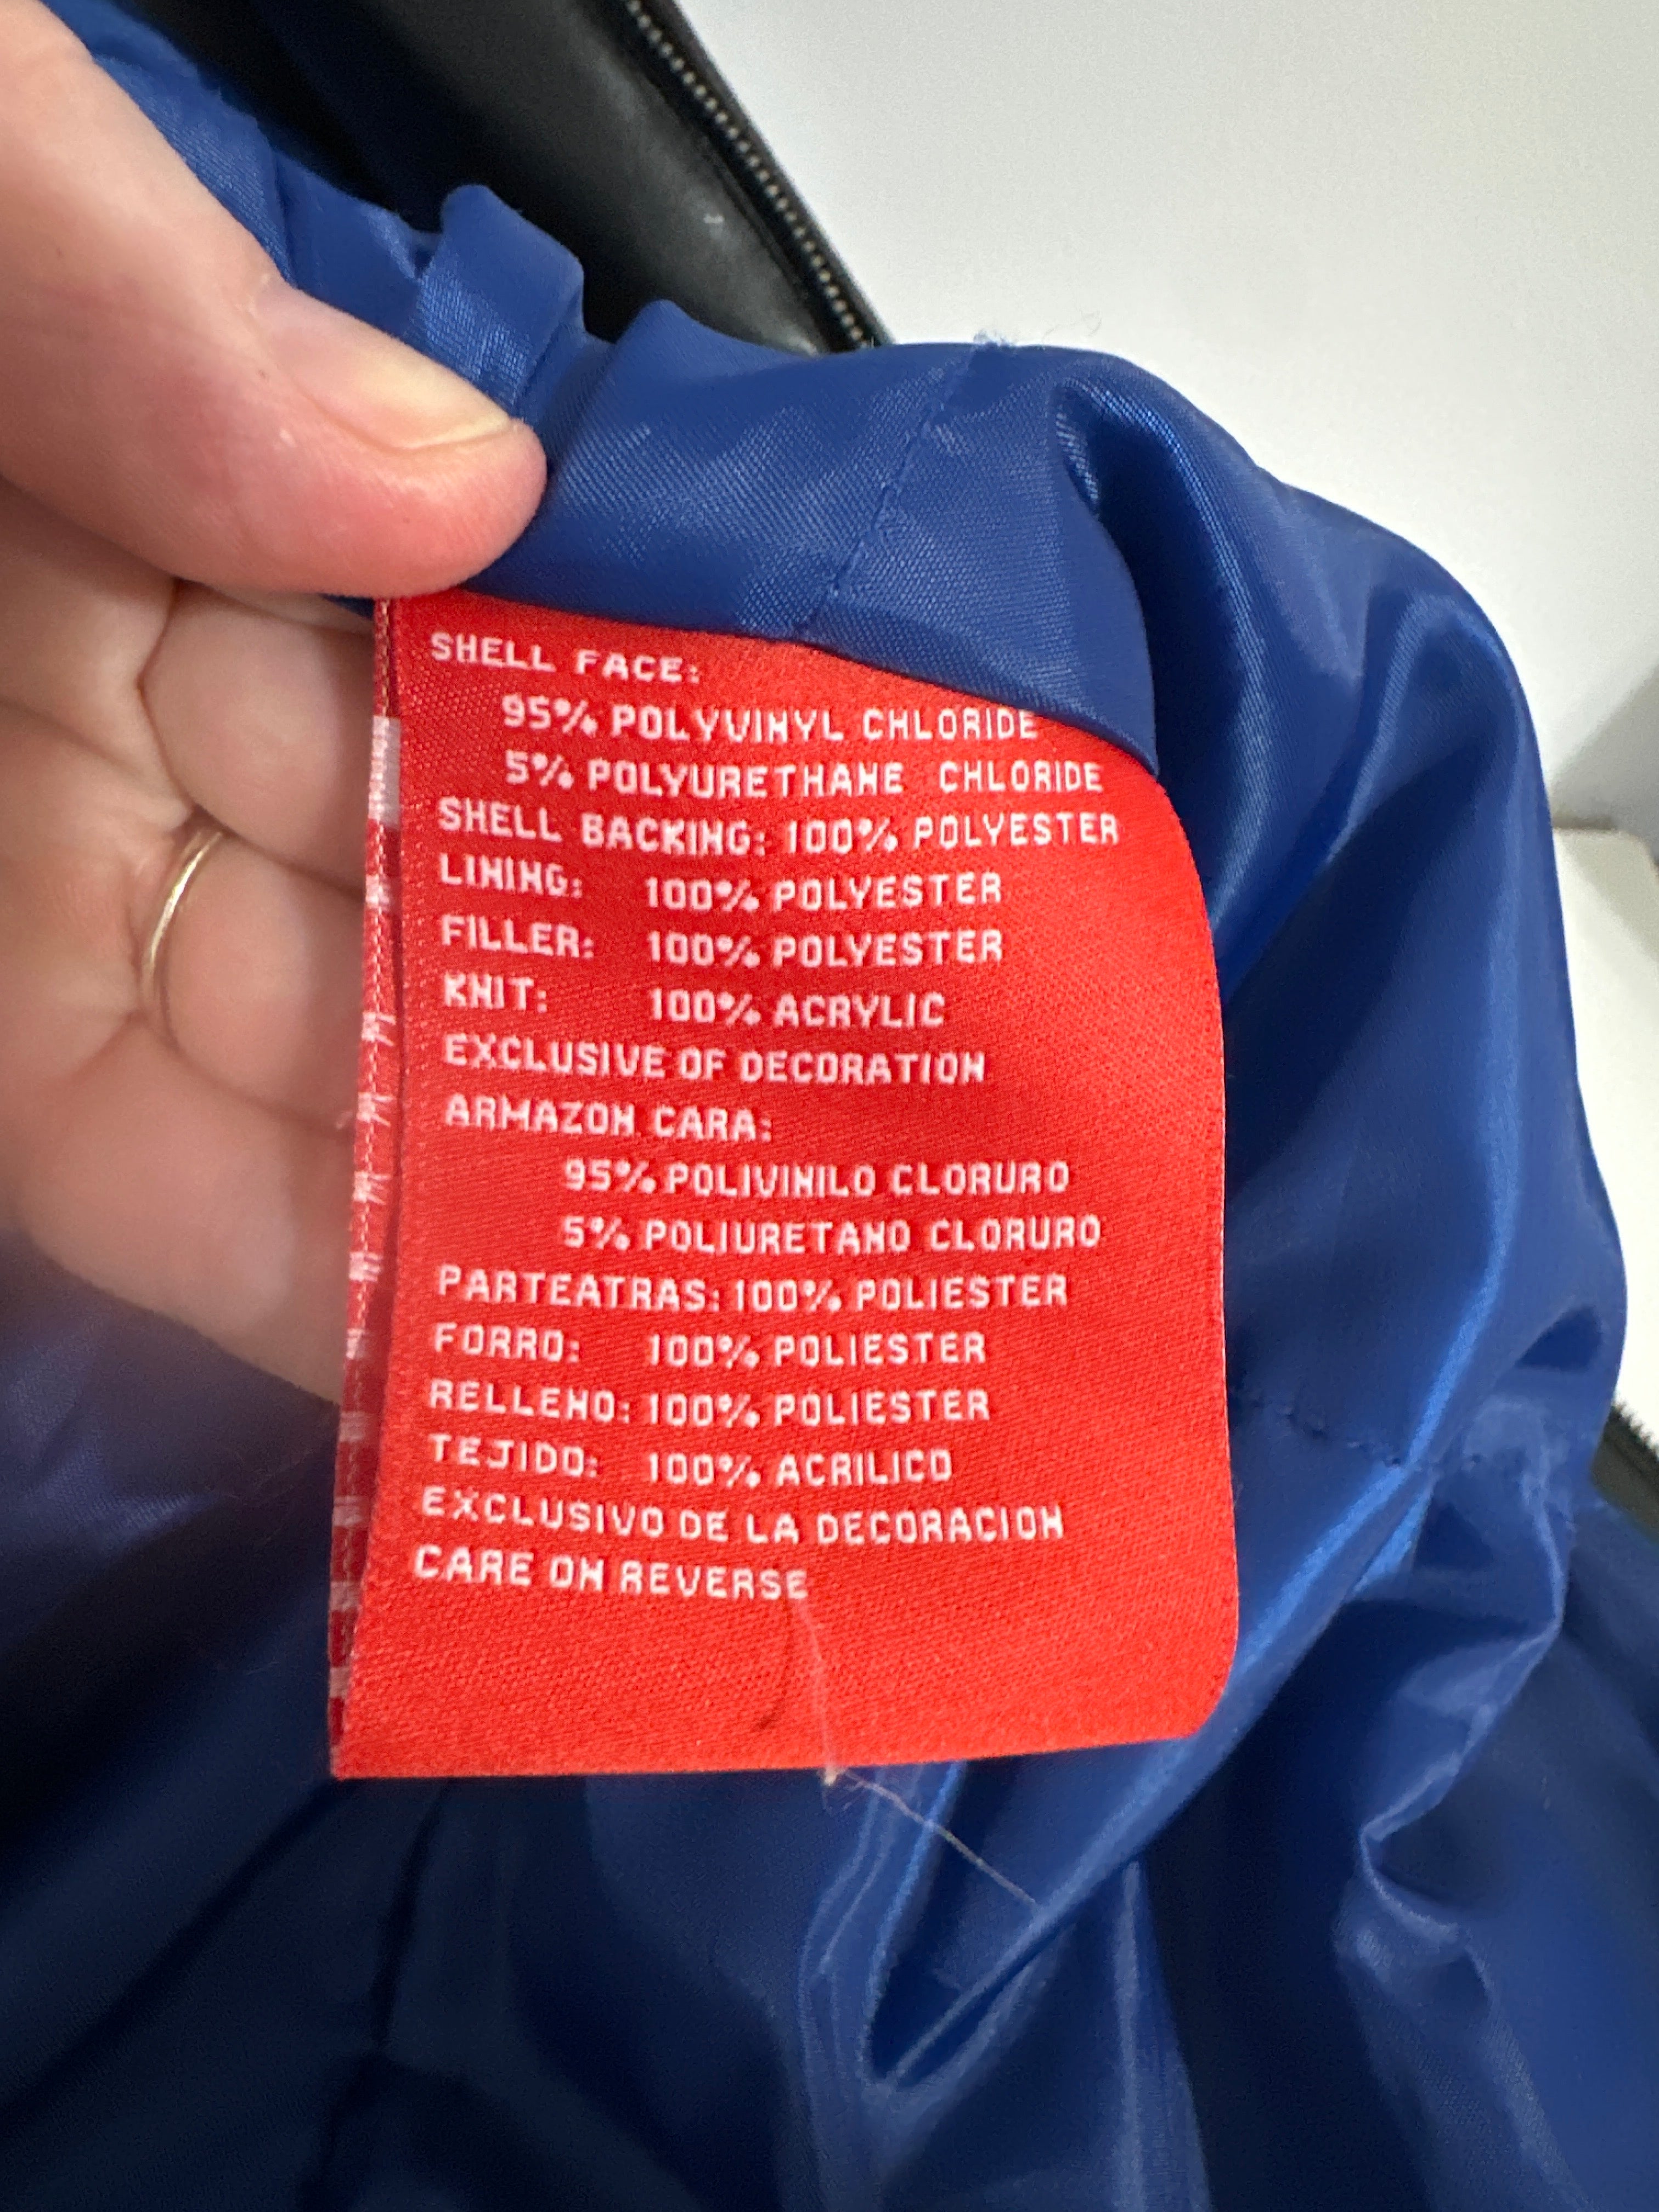 SHELL FACE:
95% POLYVINYL CHLORIDE
5% POLYURETHANE CHLORIDE
SHELL BACKING: 100% POLYESTER
LINING: 100% POLYESTER
FILLER: 100% POLYESTER
KNIT: 100% ACRYLIC
EXCLUSIVE OF DECORATION
ARMAZON CARA:
95% POLIVINILO CLORURO
5% POLIURETANO CLORURO
PARTEATRAS: 100% POLIESTER
FORRO: 100% POLIESTER
RELLENO: 100% POLIESTER
TEJIDO: 100% ACRILICO
EXCLUSIVO DE LA DECORACION
CARE ON REVERSE